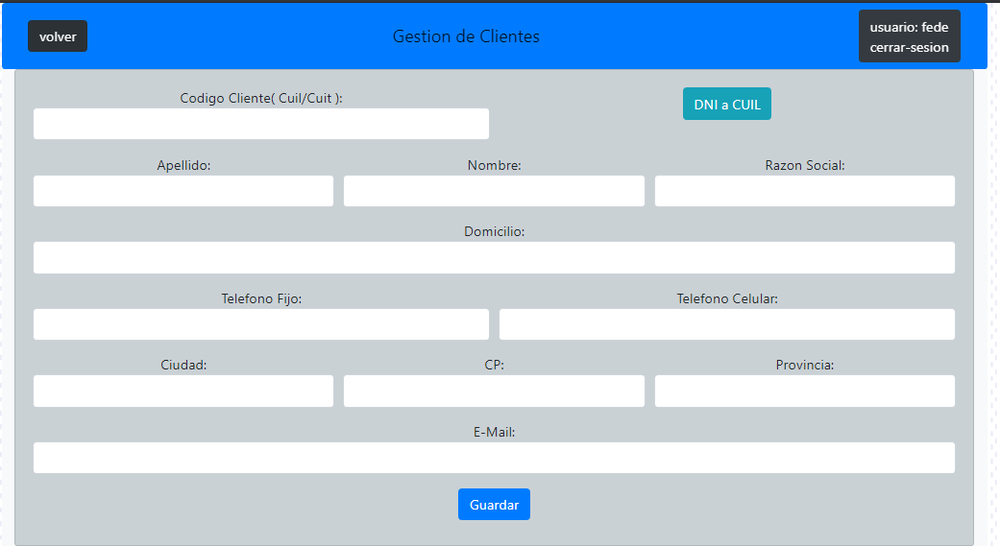 volver
Gestion de Clientes
usuario: fede
cerrar-sesion
Codigo Cliente( Cuil/Cuit ):
DNI a CUIL
Apellido:
Nombre:
Razon Social:
Domicilio:
Telefono Fijo:
Telefono Celular:
Ciudad:
CP:
Provincia:
E-Mail:
Guardar